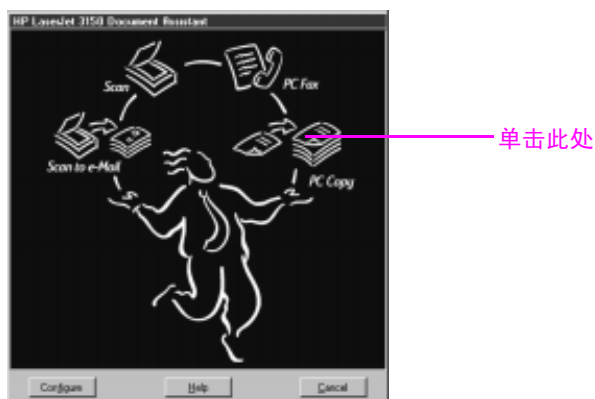 HP LaserJet 3150 Document Assistant
Scan
PC Fax
单击此处
Scan to e-Mail
PC Copy
Configure
Help
Cancel